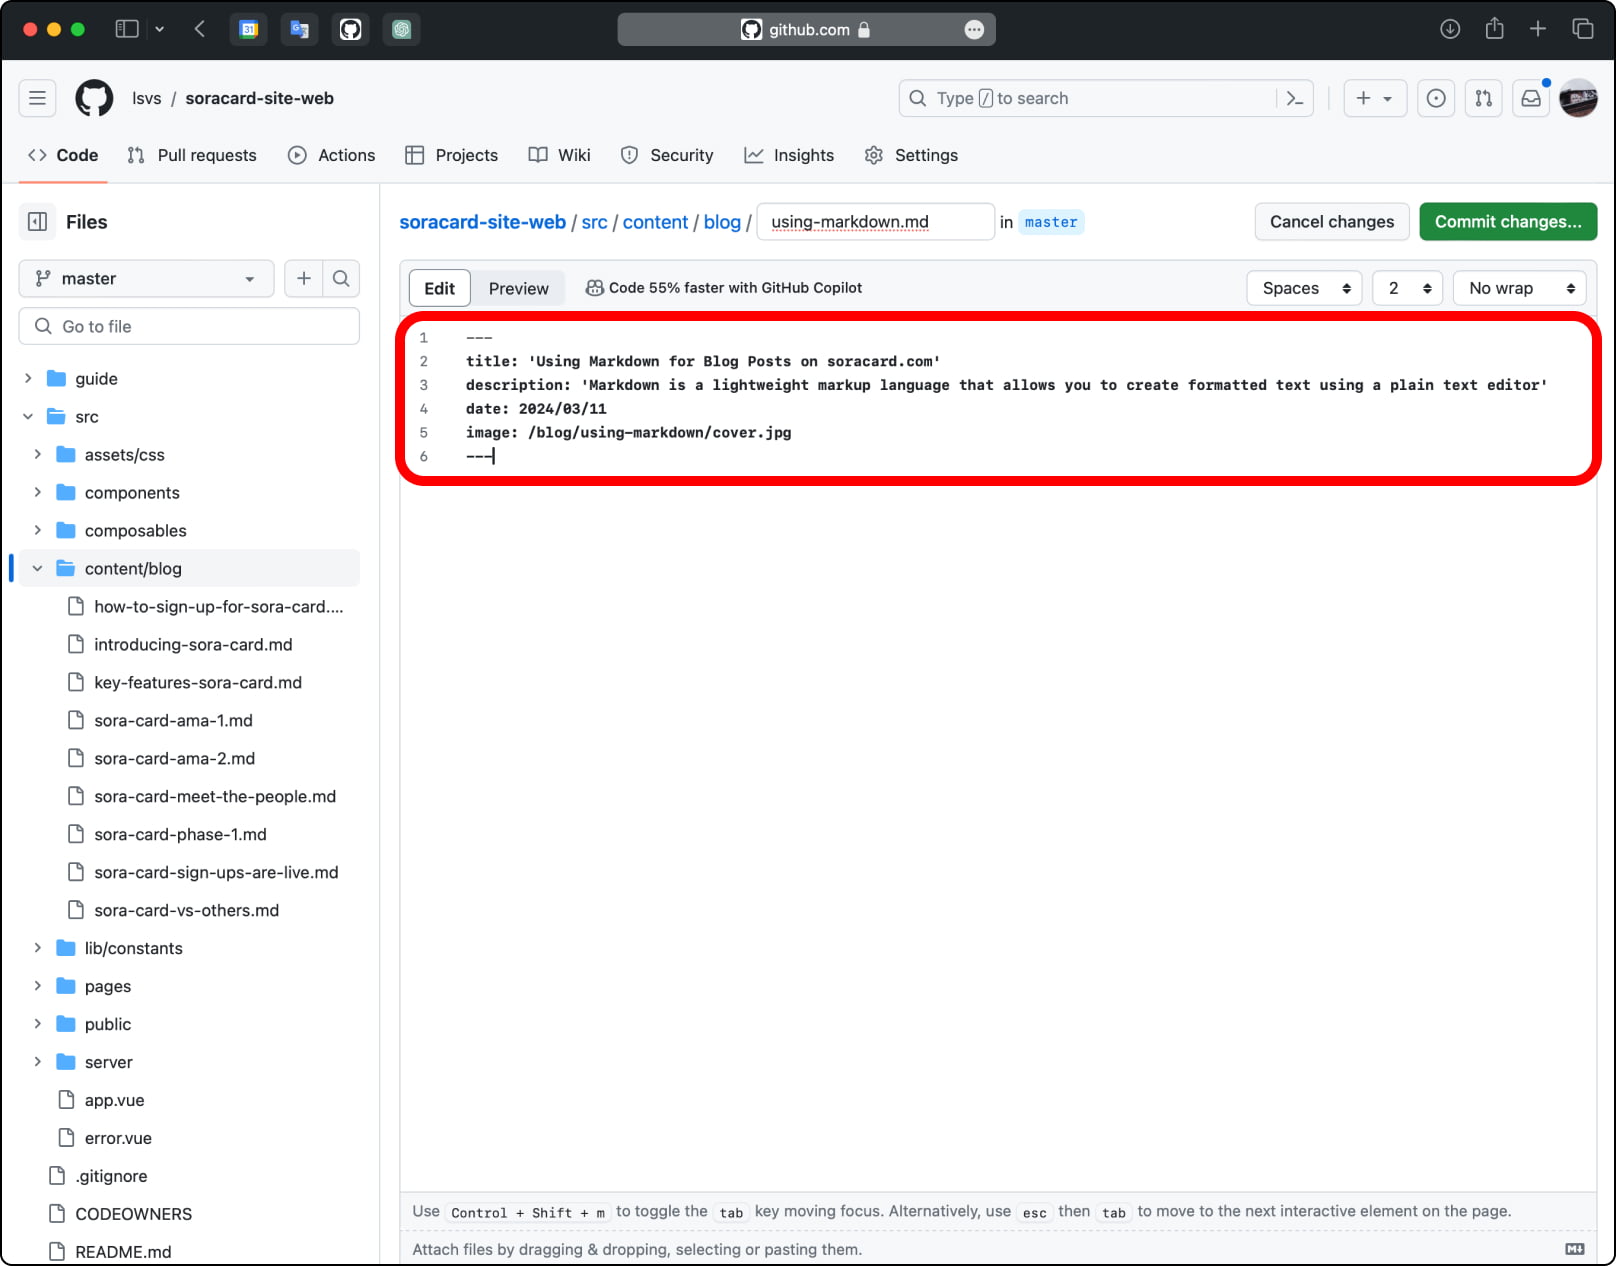 31
github.com
lsvs / soracard-site-web
Type / to search
Code
Pull requests
Actions
Projects
Wiki
Security
Insights
Settings
Files
soracard-site-web / src / content / blog / using-markdown.md in master
Cancel changes
Commit changes...
master
Go to file
Edit
Preview
Code 55% faster with GitHub Copilot
Spaces
2
No wrap
1 ---
2 title: 'Using Markdown for Blog Posts on soracard.com'
3 description: 'Markdown is a lightweight markup language that allows you to create formatted text using a plain text editor'
4 date: 2024/03/11
5 image: /blog/using-markdown/cover.jpg
6 ---
guide
src
assets/css
components
composables
content/blog
how-to-sign-up-for-sora-card....
introducing-sora-card.md
key-features-sora-card.md
sora-card-ama-1.md
sora-card-ama-2.md
sora-card-meet-the-people.md
sora-card-phase-1.md
sora-card-sign-ups-are-live.md
sora-card-vs-others.md
lib/constants
pages
public
server
app.vue
error.vue
.gitignore
CODEOWNERS
README.md
Use Control + Shift + m to toggle the tab key moving focus. Alternatively, use esc then tab to move to the next interactive element on the page.
Attach files by dragging & dropping, selecting or pasting them.